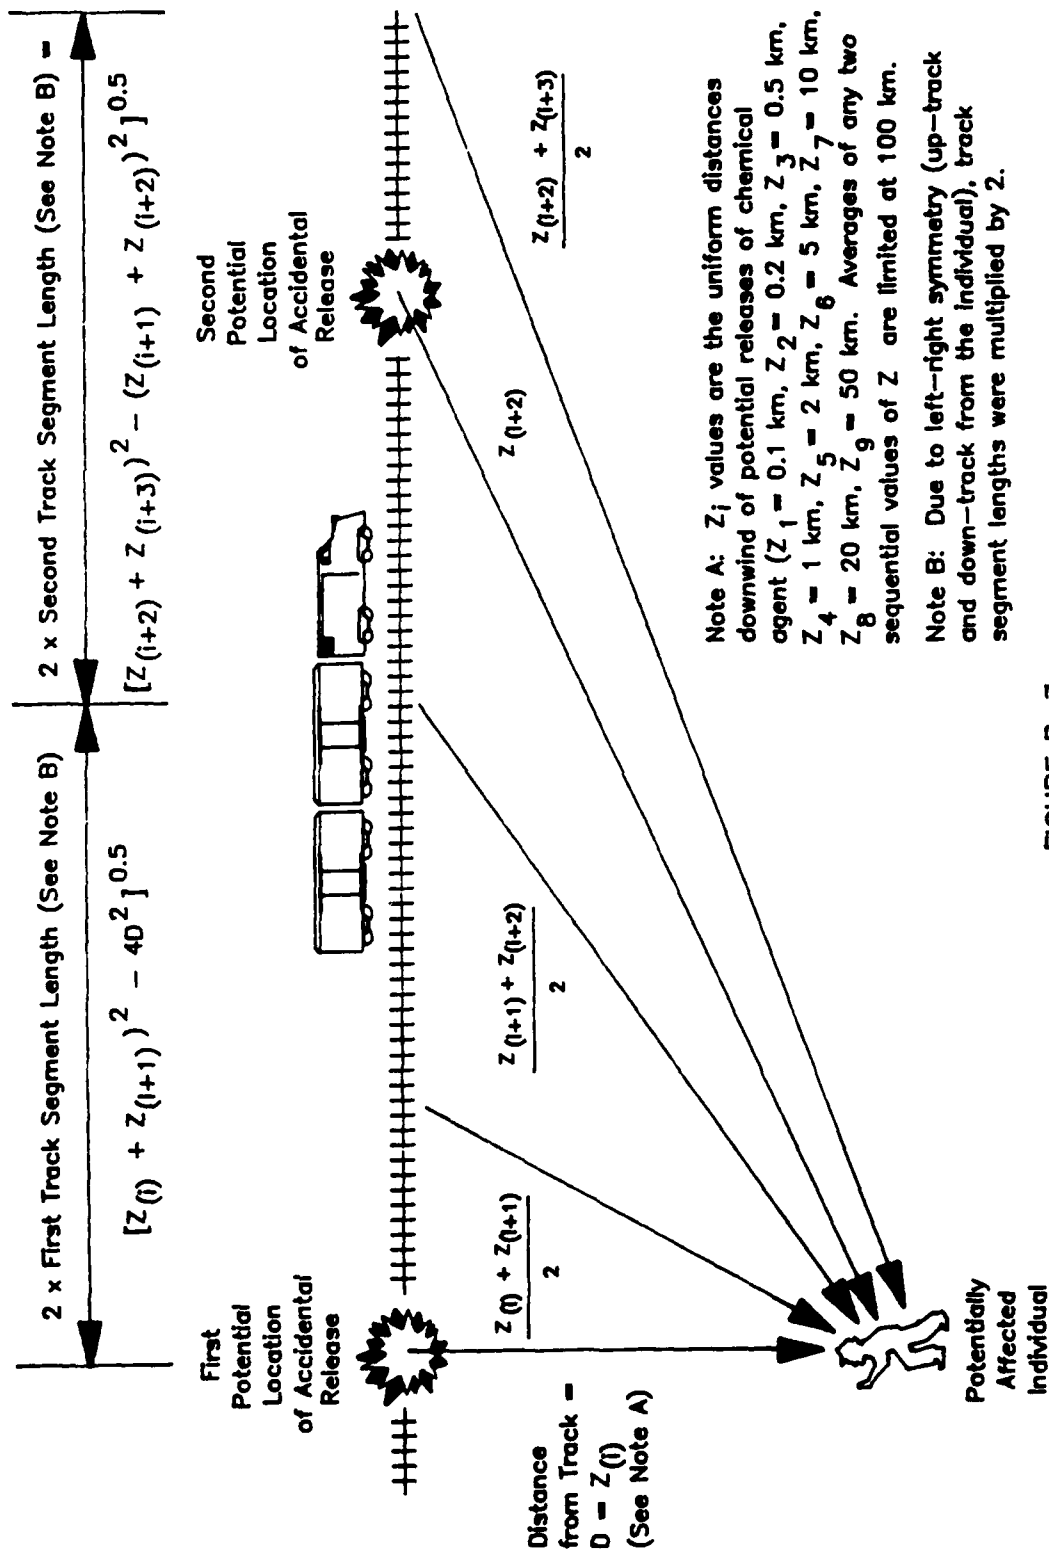 2 x First Track Segment Length (See Note B)
[Z(i) + Z(i+1))² − 4D²]^0.5
2 x Second Track Segment Length (See Note B) =
[Z(i+2) + Z(i+3))² − (Z(i+1) + Z(i+2))²]^0.5
First
Potential
Location
of Accidental
Release
Second
Potential
Location
of Accidental
Release
Distance
from Track =
D = Z(i)
(See Note A)
Z(i) + Z(i+1)
2
Z(i+1) + Z(i+2)
2
Z(i+2)
Z(i+2) + Z(i+3)
2
Potentially
Affected
Individual
Note A: Zi values are the uniform distances
downwind of potential releases of chemical
agent (Z1 = 0.1 km, Z2 = 0.2 km, Z3 = 0.5 km,
Z4 = 1 km, Z5 = 2 km, Z6 = 5 km, Z7 = 10 km,
Z8 = 20 km, Z9 = 50 km. Averages of any two
sequential values of Z are limited at 100 km.
Note B: Due to left−right symmetry (up−track
and down−track from the individual), track
segment lengths were multiplied by 2.